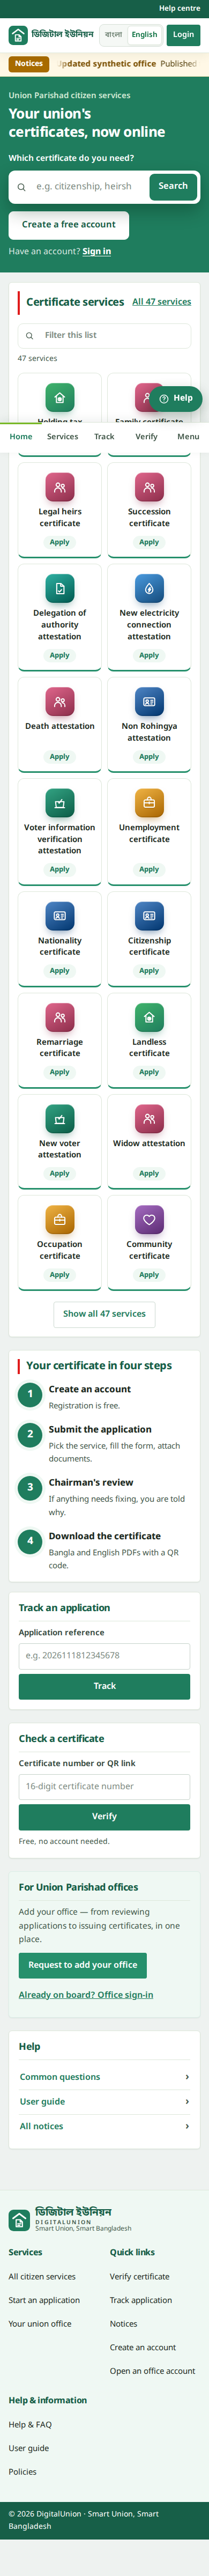 Help centre
ডিজিটাল ইউনিয়ন
বাংলা
English
Login
Notices
Updated synthetic office Published
Union Parishad citizen services
Your union's
certificates, now online
Which certificate do you need?
e.g. citizenship, heirsh
Search
Create a free account
Have an account? Sign in
Certificate services
All 47 services
Filter this list
47 services
Help
Home
Services
Track
Verify
Menu
Legal heirs
certificate
Apply
Succession
certificate
Apply
Delegation of
authority
attestation
Apply
New electricity
connection
attestation
Apply
Death attestation
Apply
Non Rohingya
attestation
Apply
Voter information
verification
attestation
Apply
Unemployment
certificate
Apply
Nationality
certificate
Apply
Citizenship
certificate
Apply
Remarriage
certificate
Apply
Landless
certificate
Apply
New voter
attestation
Apply
Widow attestation
Apply
Occupation
certificate
Apply
Community
certificate
Apply
Show all 47 services
Your certificate in four steps
1
Create an account
Registration is free.
2
Submit the application
Pick the service, fill the form, attach
documents.
3
Chairman's review
If anything needs fixing, you are told
why.
4
Download the certificate
Bangla and English PDFs with a QR
code.
Track an application
Application reference
e.g. 2026111812345678
Track
Check a certificate
Certificate number or QR link
16-digit certificate number
Verify
Free, no account needed.
For Union Parishad offices
Add your office — from reviewing
applications to issuing certificates, in one
place.
Request to add your office
Already on board? Office sign-in
Help
Common questions
User guide
All notices
ডিজিটাল ইউনিয়ন
DIGITALUNION
Smart Union, Smart Bangladesh
Services
All citizen services
Start an application
Your union office
Quick links
Verify certificate
Track application
Notices
Create an account
Open an office account
Help & information
Help & FAQ
User guide
Policies
© 2026 DigitalUnion · Smart Union, Smart
Bangladesh